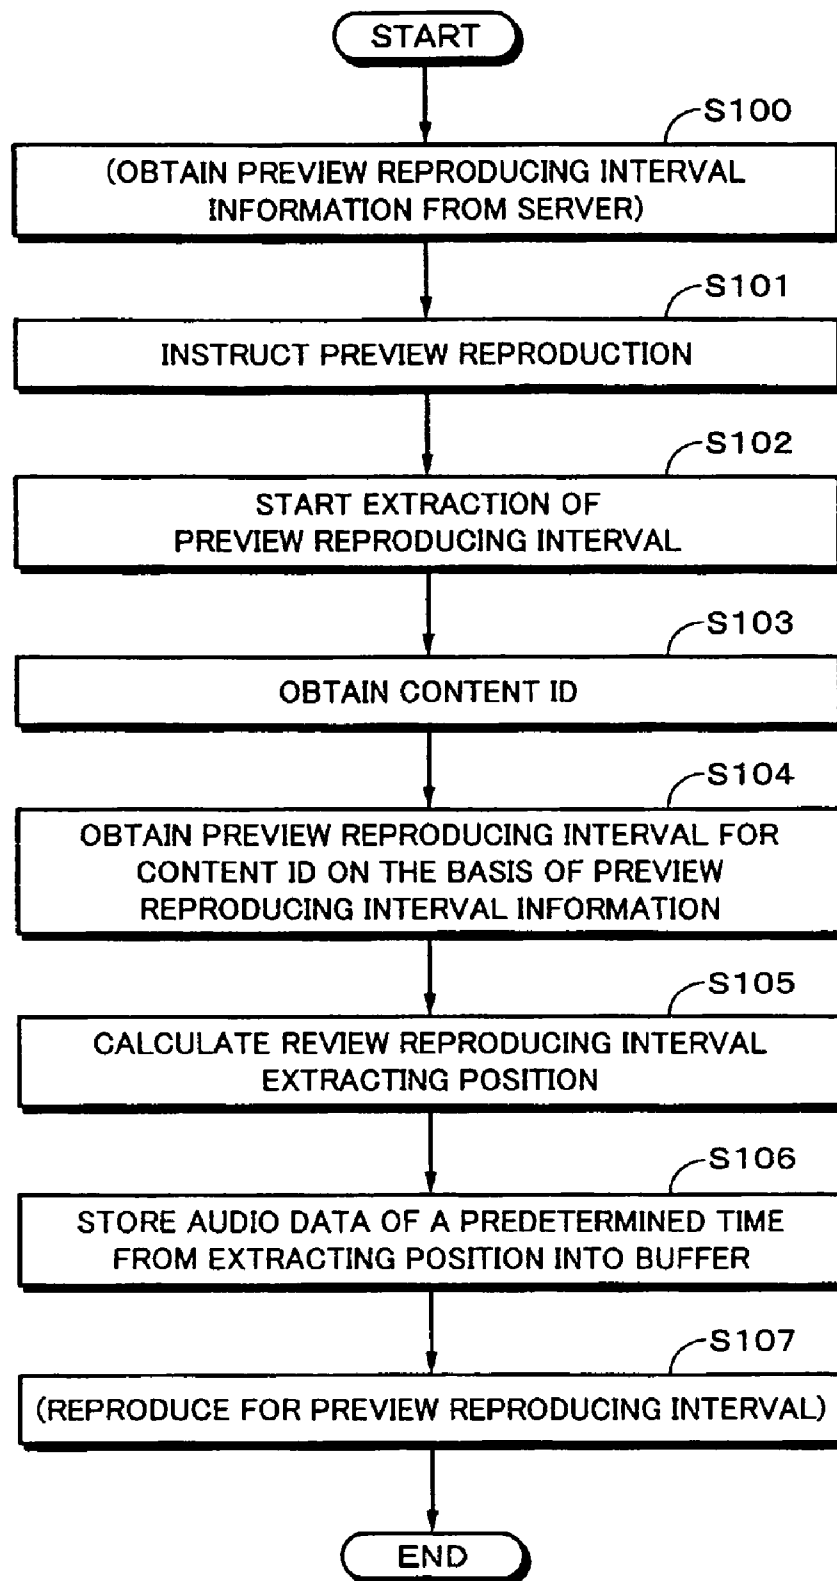 START
S100
(OBTAIN PREVIEW REPRODUCING INTERVAL
INFORMATION FROM SERVER)
S101
INSTRUCT PREVIEW REPRODUCTION
S102
START EXTRACTION OF
PREVIEW REPRODUCING INTERVAL
S103
OBTAIN CONTENT ID
S104
OBTAIN PREVIEW REPRODUCING INTERVAL FOR
CONTENT ID ON THE BASIS OF PREVIEW
REPRODUCING INTERVAL INFORMATION
S105
CALCULATE REVIEW REPRODUCING INTERVAL
EXTRACTING POSITION
S106
STORE AUDIO DATA OF A PREDETERMINED TIME
FROM EXTRACTING POSITION INTO BUFFER
S107
(REPRODUCE FOR PREVIEW REPRODUCING INTERVAL)
END